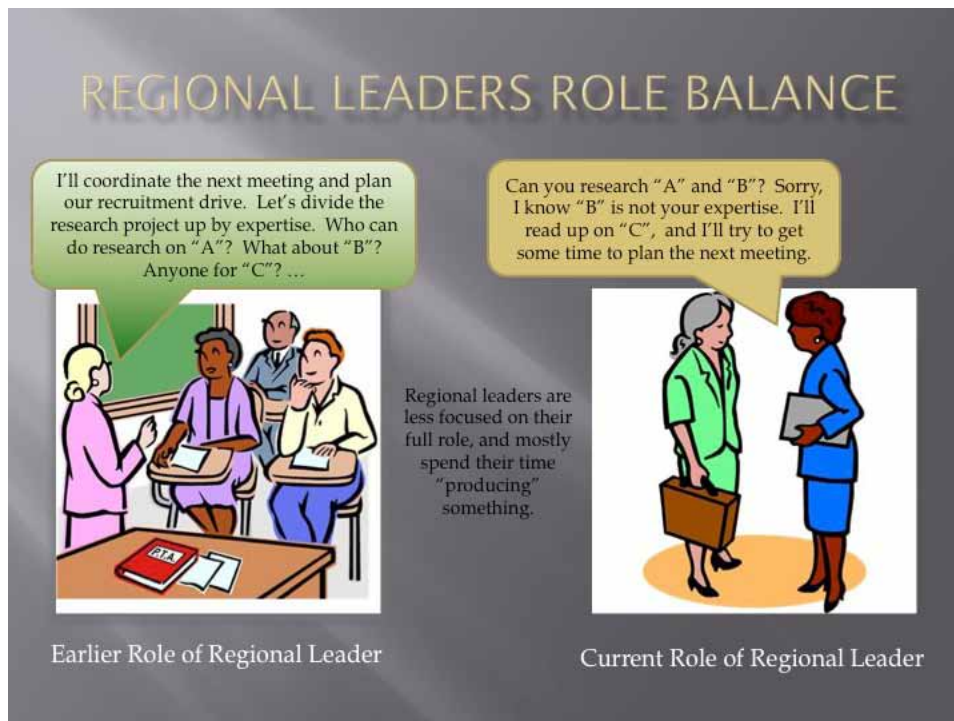 REGIONAL LEADERS ROLE BALANCE
I'll coordinate the next meeting and plan
our recruitment drive.  Let's divide the
research project up by expertise.  Who can
do research on “A”?  What about “B”?
Anyone for “C”? …
Can you research “A” and “B”?  Sorry,
I know “B” is not your expertise.  I'll
read up on “C”,  and I'll try to get
some time to plan the next meeting.
P.T.A.
Regional leaders are
less focused on their
full role, and mostly
spend their time
“producing”
something.
Earlier Role of Regional Leader
Current Role of Regional Leader